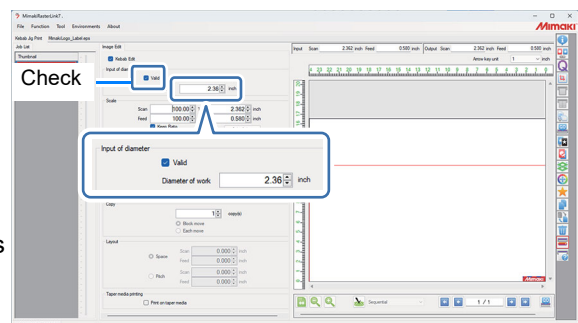 MimakiRasterLink7.
File Function Tool Environments About
Mimaki
Kebab Jig Print MimakiLogo_Label.eps
Job List
Thumbnail
Image Edit
Kebab Edit
Input of diam
Valid
2.36 inch
Check
Scale
Scan 100.00 % 2.362 inch
Feed 100.00 0.580 inch
Keep Ratio
Input of diameter
Valid
Diameter of work 2.36 inch
Copy
1 copy(s)
Block move
Each move
Layout
Space
Scan 0.000 inch
Feed 0.000 inch
Pitch
Scan 0.000 inch
Feed 0.000 inch
Taper media printing
Print on taper media
Input Scan 2.362 inch Feed 0.580 inch Output Scan 2.362 inch Feed 0.580 inch
Arrow key unit 1 inch
Mimaki
Sequential
1 / 1
s